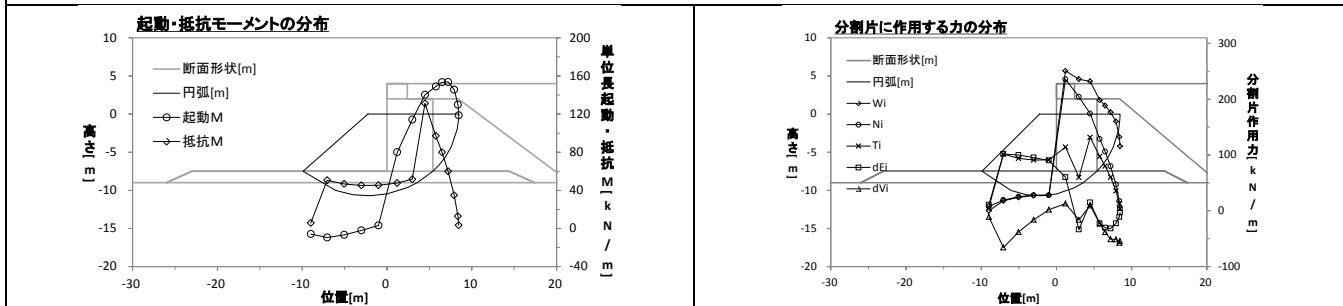 起動・抵抗モーメントの分布
10
5
0
-5
-10
-15
-20
高さ[m]
200
160
120
80
40
0
-40
単位長起動・抵抗M[kN/m]
断面形状[m]
円弧[m]
起動M
抵抗M
-30
-20
-10
0
10
20
位置[m]
分割片に作用する力の分布
10
5
0
-5
-10
-15
-20
高さ[m]
300
200
100
0
-100
分割片作用力[kN/m]
断面形状[m]
円弧[m]
Wi
Ni
Ti
dEi
dVi
-30
-20
-10
0
10
20
位置[m]